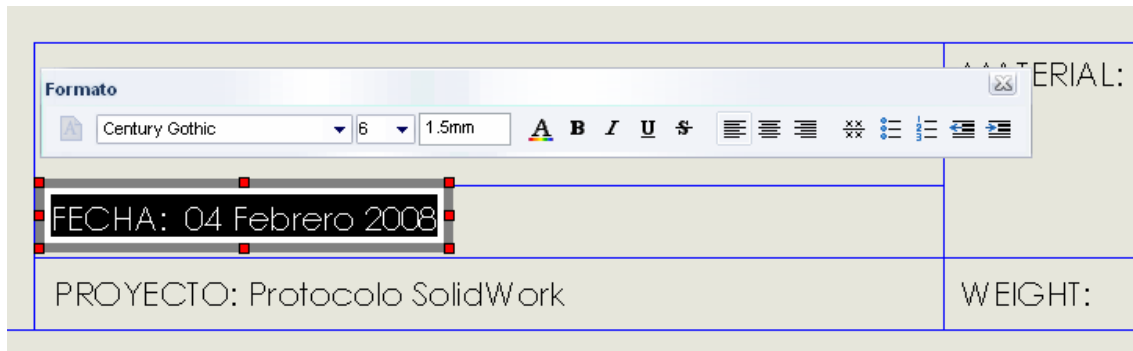 MATERIAL:
Formato
Century Gothic 6 1.5mm A B I U S
FECHA: 04 Febrero 2008
PROYECTO: Protocolo SolidWork
WEIGHT: